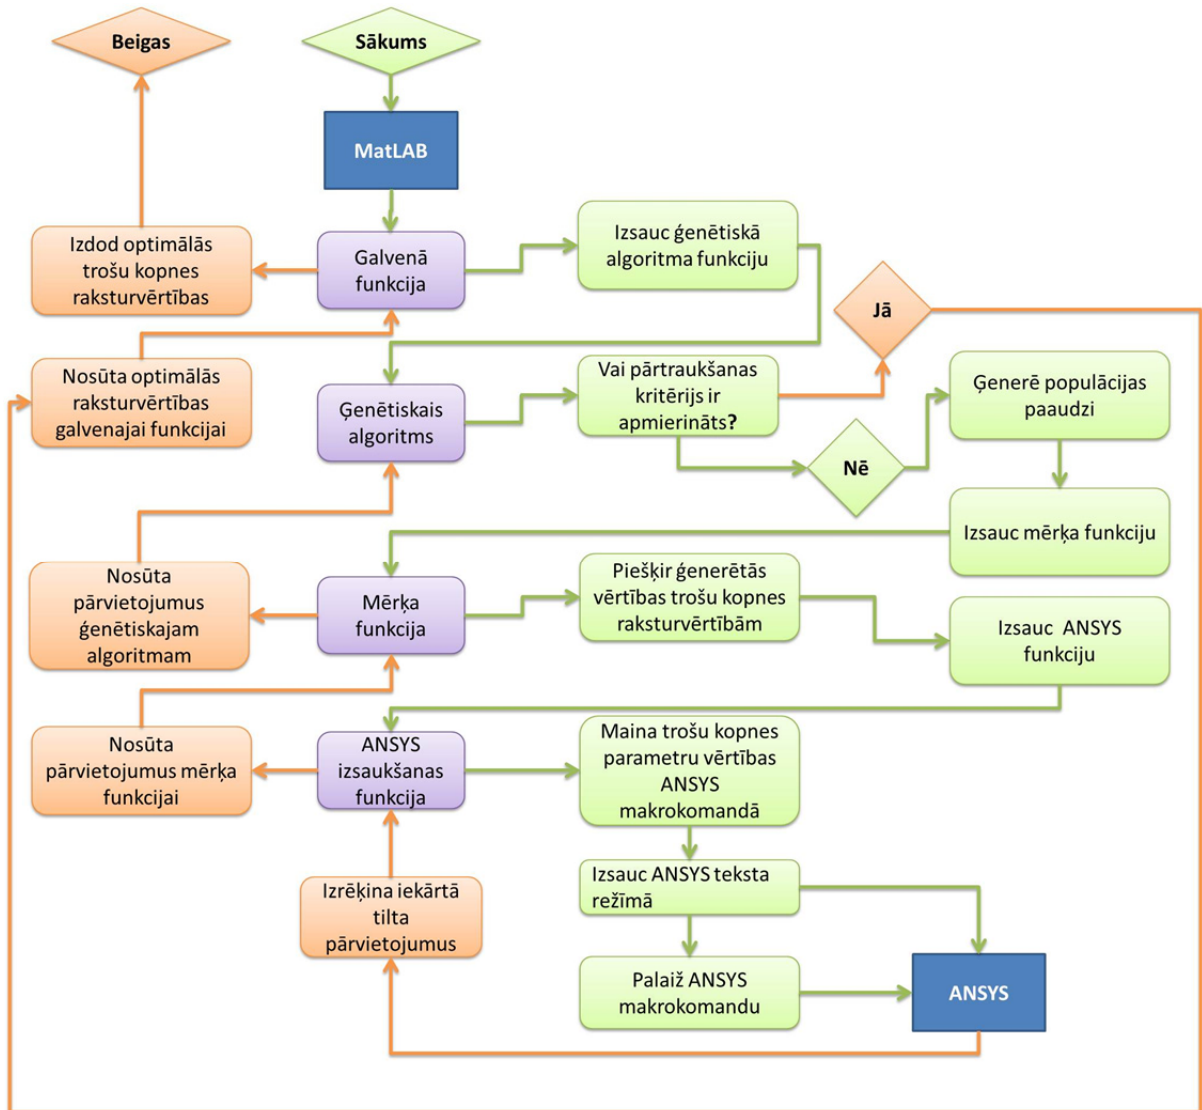 Beigas
Sākums
MatLAB
Izdod optimālās
trošu kopnes
raksturvērtības
Galvenā
funkcija
Izsauc ģenētiskā
algoritma funkciju
Jā
Nosūta optimālās
raksturvērtības
galvenajai funkcijai
Ģenētiskais
algoritms
Vai pārtraukšanas
kritērijs ir
apmierināts?
Nē
Ģenerē populācijas
paaudzi
Izsauc mērķa funkciju
Nosūta
pārvietojumus
ģenētiskajam
algoritmam
Mērķa
funkcija
Piešķir ģenerētās
vērtības trošu kopnes
raksturvērtībām
Izsauc ANSYS
funkciju
Nosūta
pārvietojumus mērķa
funkcijai
ANSYS
izsaukšanas
funkcija
Maina trošu kopnes
parametru vērtības
ANSYS
makrokomandā
Izrēķina iekārtā
tilta
pārvietojumus
Izsauc ANSYS teksta
režīmā
Palaiž ANSYS
makrokomandu
ANSYS